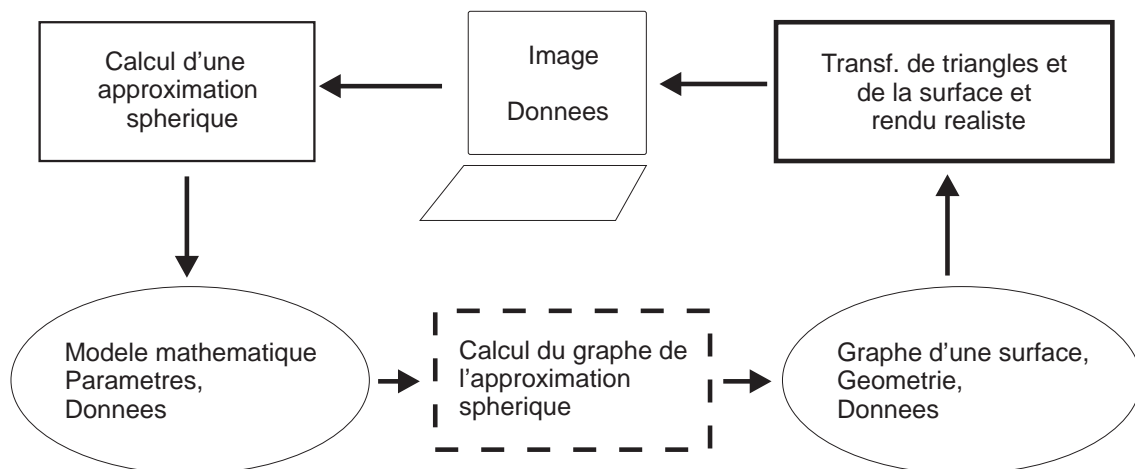 Calcul d’une
approximation
spherique
Image
Donnees
Transf. de triangles et
de la surface et
rendu realiste
Modele mathematique
Parametres,
Donnees
Calcul du graphe de
l’approximation
spherique
Graphe d’une surface,
Geometrie,
Donnees